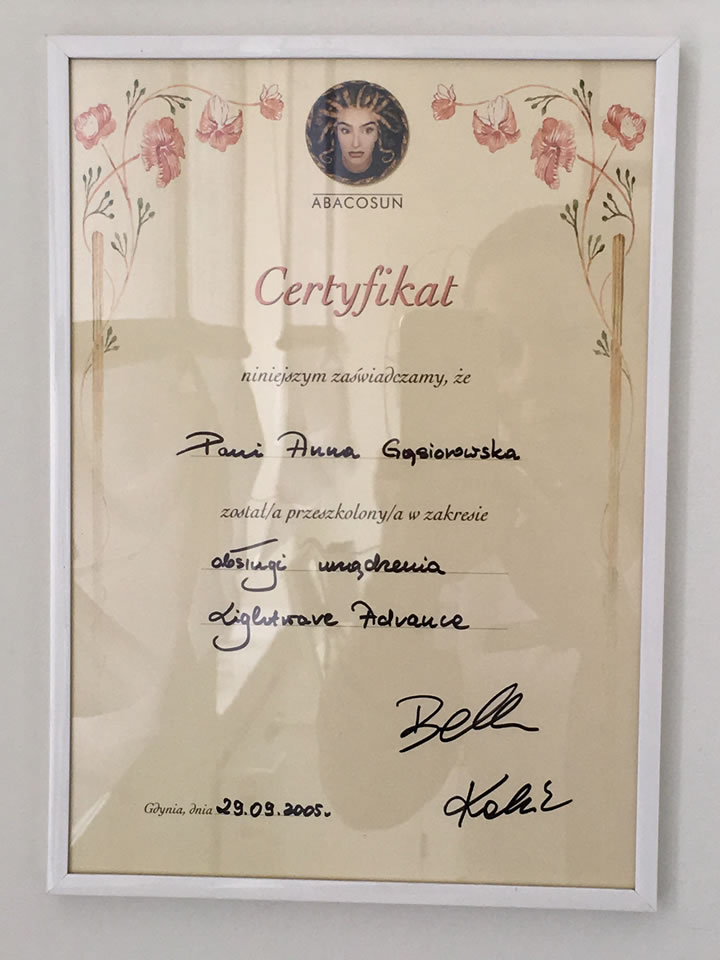 ABACOSUN
Certyfikat
niniejszym zaświadczamy, że
Pani Anna Gąsiorowska
został/a przeszkolony/a w zakresie
obsługi urządzenia
Lightwave Advance
Gdynia, dnia 29.09.2005.